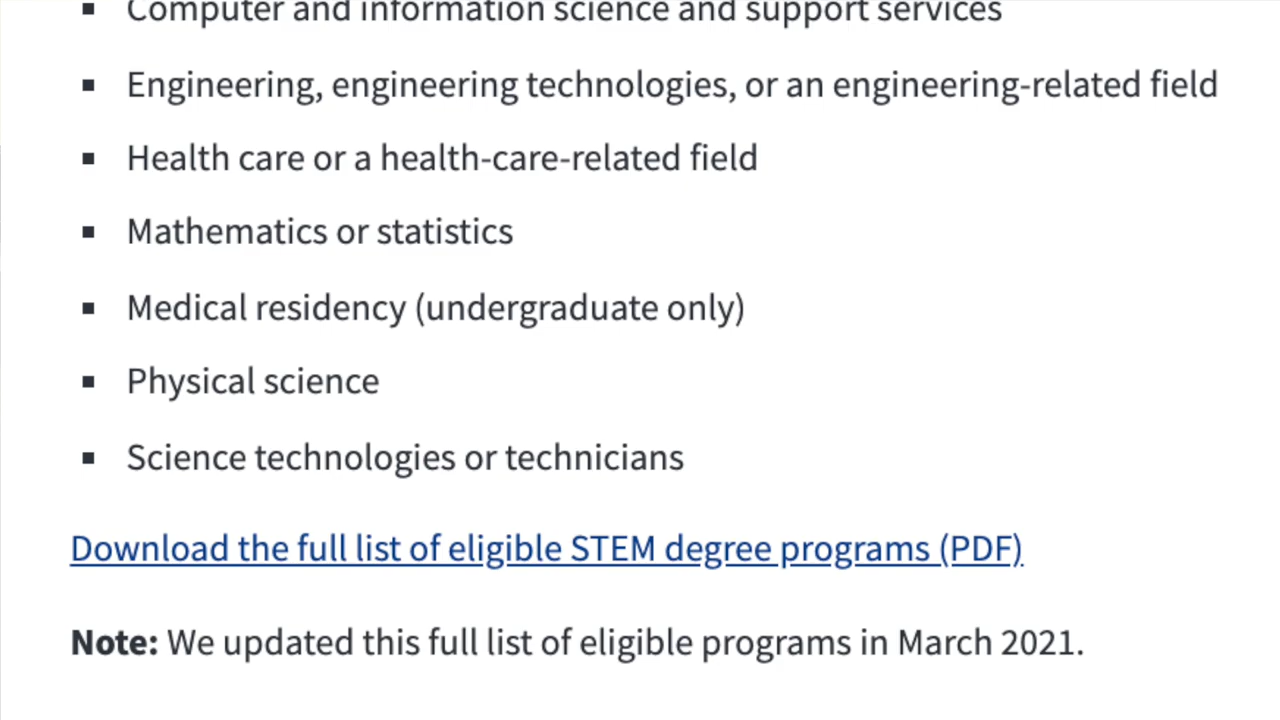 Computer and information science and support services
Engineering, engineering technologies, or an engineering-related field
Health care or a health-care-related field
Mathematics or statistics
Medical residency (undergraduate only)
Physical science
Science technologies or technicians
Download the full list of eligible STEM degree programs (PDF)
Note: We updated this full list of eligible programs in March 2021.